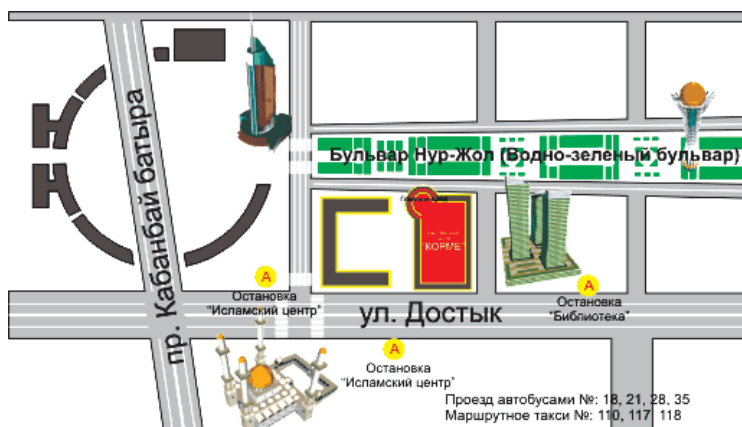 пр. Кабанбай батыра
Бульвар Нур-Жол (Водно-зеленый бульвар)
"КОРМЕ"
А
Остановка
"Исламский центр"
ул. Достык
А
Остановка
"Библиотека"
А
Остановка
"Исламский центр"
Проезд автобусами №: 18, 21, 28, 35
Маршрутное такси №: 110, 117, 118